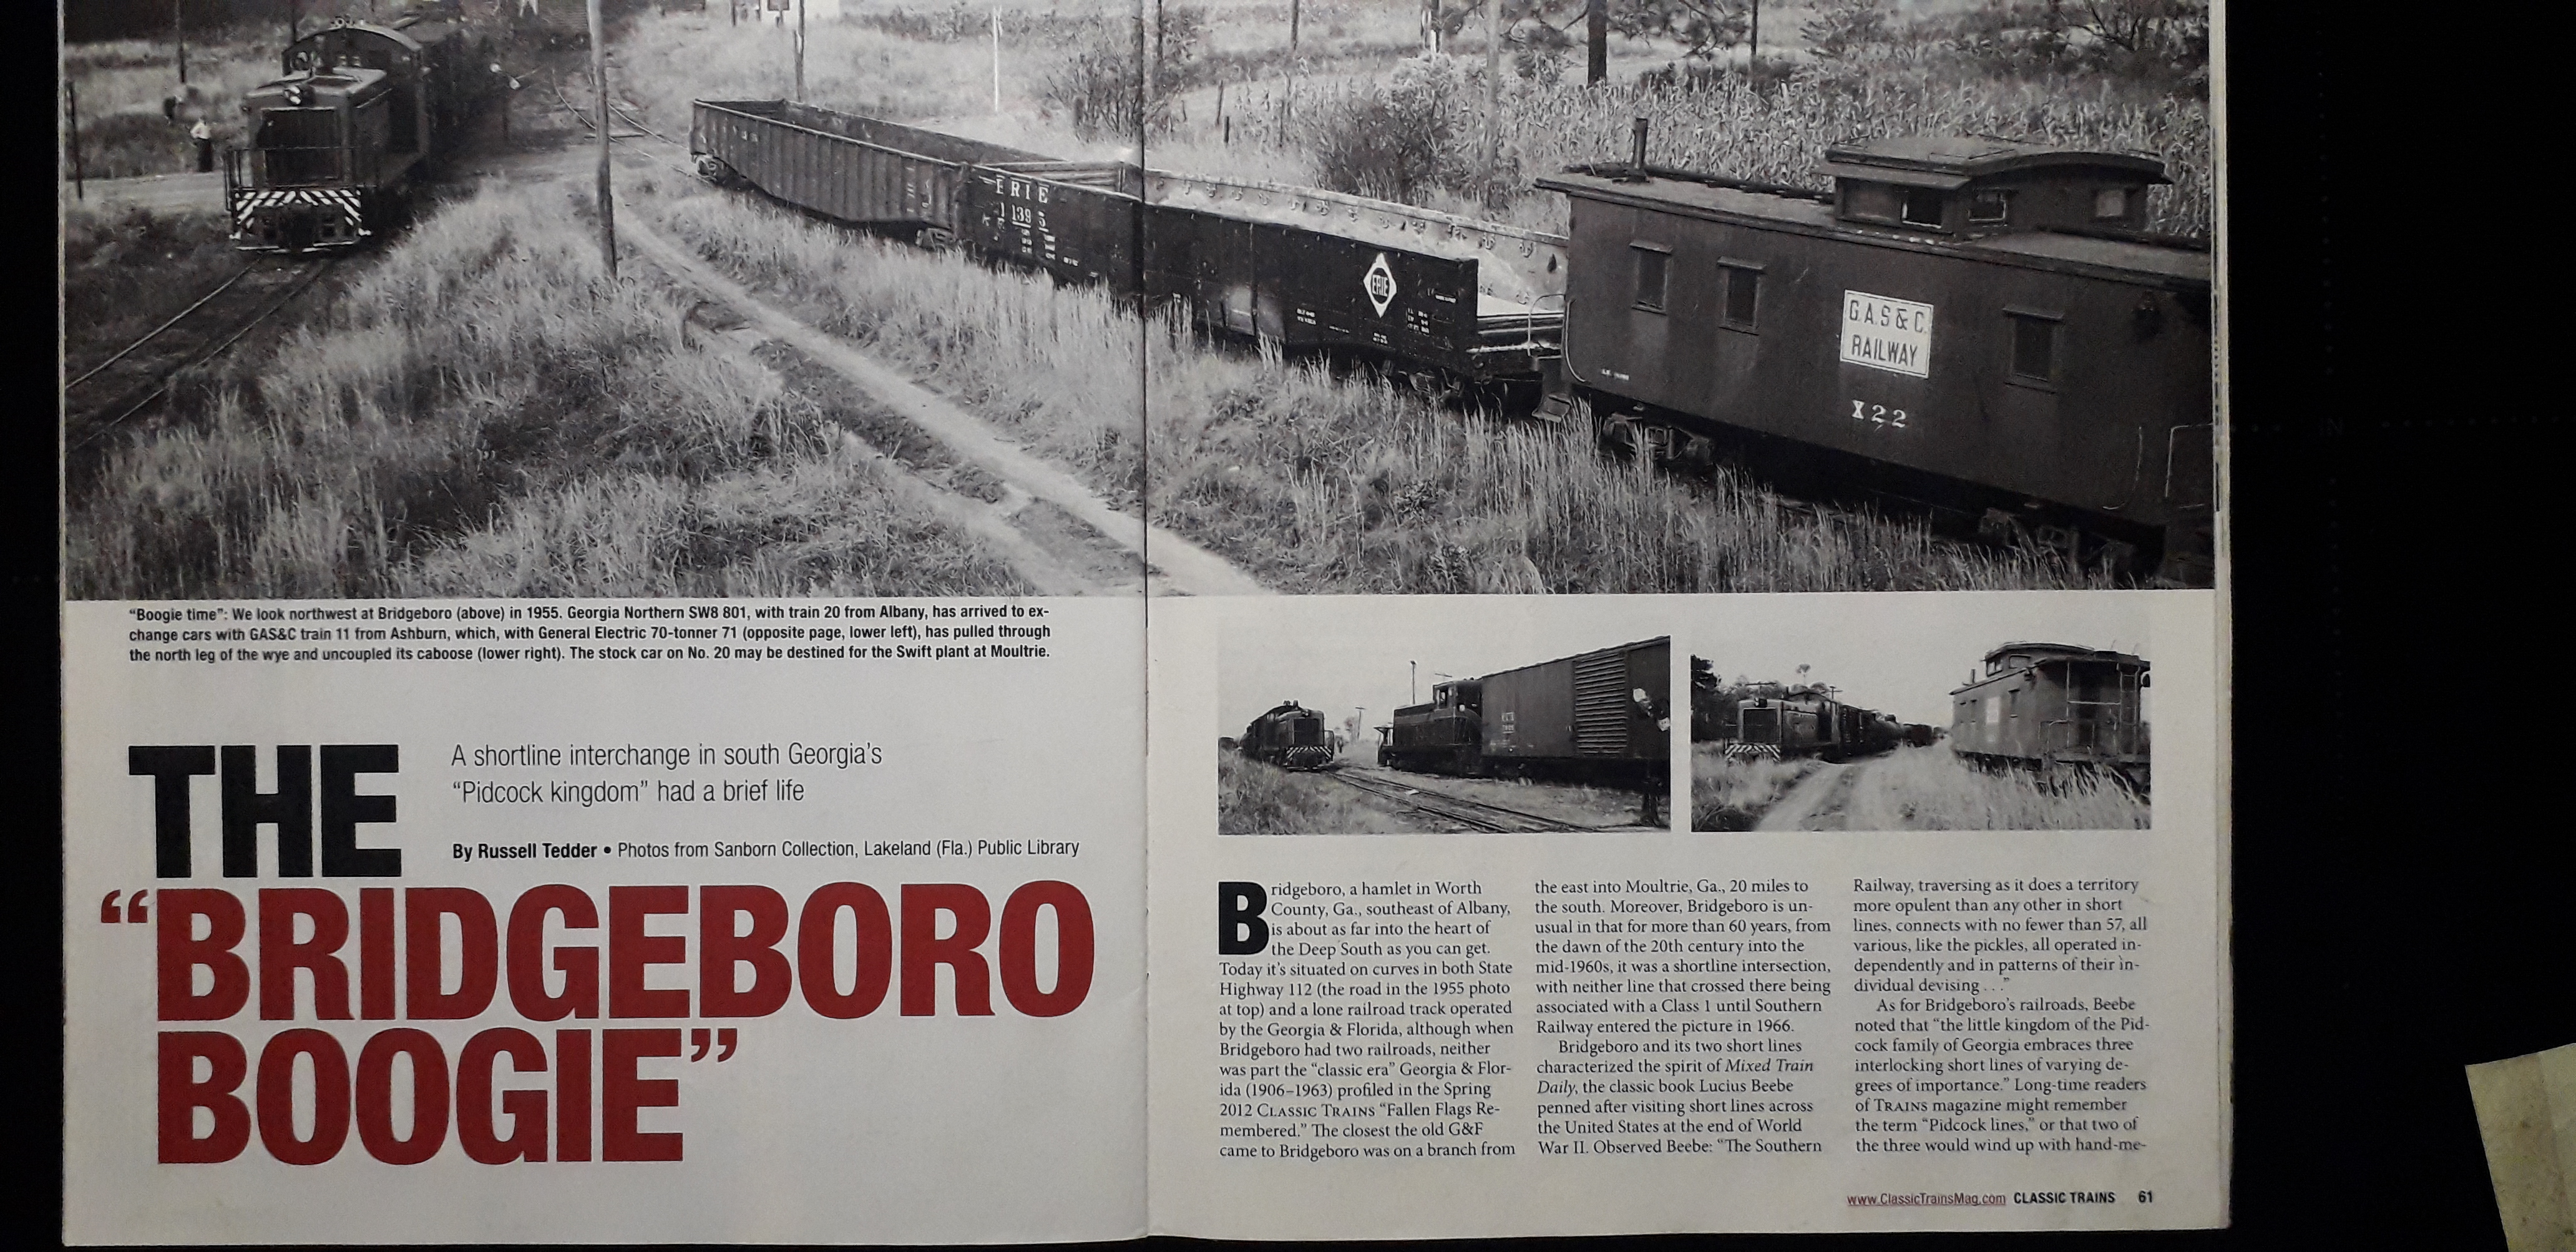 ERIE
ERIE
G.A.S & C.
RAILWAY
X22
“Boogie time”: We look northwest at Bridgeboro (above) in 1955. Georgia Northern SW8 801, with train 20 from Albany, has arrived to ex-
change cars with GAS&C train 11 from Ashburn, which, with General Electric 70-tonner 71 (opposite page, lower left), has pulled through
the north leg of the wye and uncoupled its caboose (lower right). The stock car on No. 20 may be destined for the Swift plant at Moultrie.
THE
“BRIDGEBORO
BOOGIE”
A shortline interchange in south Georgia’s
“Pidcock kingdom” had a brief life
By Russell Tedder • Photos from Sanborn Collection, Lakeland (Fla.) Public Library
Bridgeboro, a hamlet in Worth
County, Ga., southeast of Albany,
is about as far into the heart of
the Deep South as you can get.
Today it’s situated on curves in both State
Highway 112 (the road in the 1955 photo
at top) and a lone railroad track operated
by the Georgia & Florida, although when
Bridgeboro had two railroads, neither
was part the “classic era” Georgia & Flor-
ida (1906–1963) profiled in the Spring
2012 CLASSIC TRAINS “Fallen Flags Re-
membered.” The closest the old G&F
came to Bridgeboro was on a branch from
the east into Moultrie, Ga., 20 miles to
the south. Moreover, Bridgeboro is un-
usual in that for more than 60 years, from
the dawn of the 20th century into the
mid-1960s, it was a shortline intersection,
with neither line that crossed there being
associated with a Class 1 until Southern
Railway entered the picture in 1966.
Bridgeboro and its two short lines
characterized the spirit of Mixed Train
Daily, the classic book Lucius Beebe
penned after visiting short lines across
the United States at the end of World
War II. Observed Beebe: “The Southern
Railway, traversing as it does a territory
more opulent than any other in short
lines, connects with no fewer than 57, all
various, like the pickles, all operated in-
dependently and in patterns of their in-
dividual devising . . .”
As for Bridgeboro’s railroads, Beebe
noted that “the little kingdom of the Pid-
cock family of Georgia embraces three
interlocking short lines of varying de-
grees of importance.” Long-time readers
of TRAINS magazine might remember
the term “Pidcock lines,” or that two of
the three would wind up with hand-me-
www.ClassicTrainsMag.com CLASSIC TRAINS 61